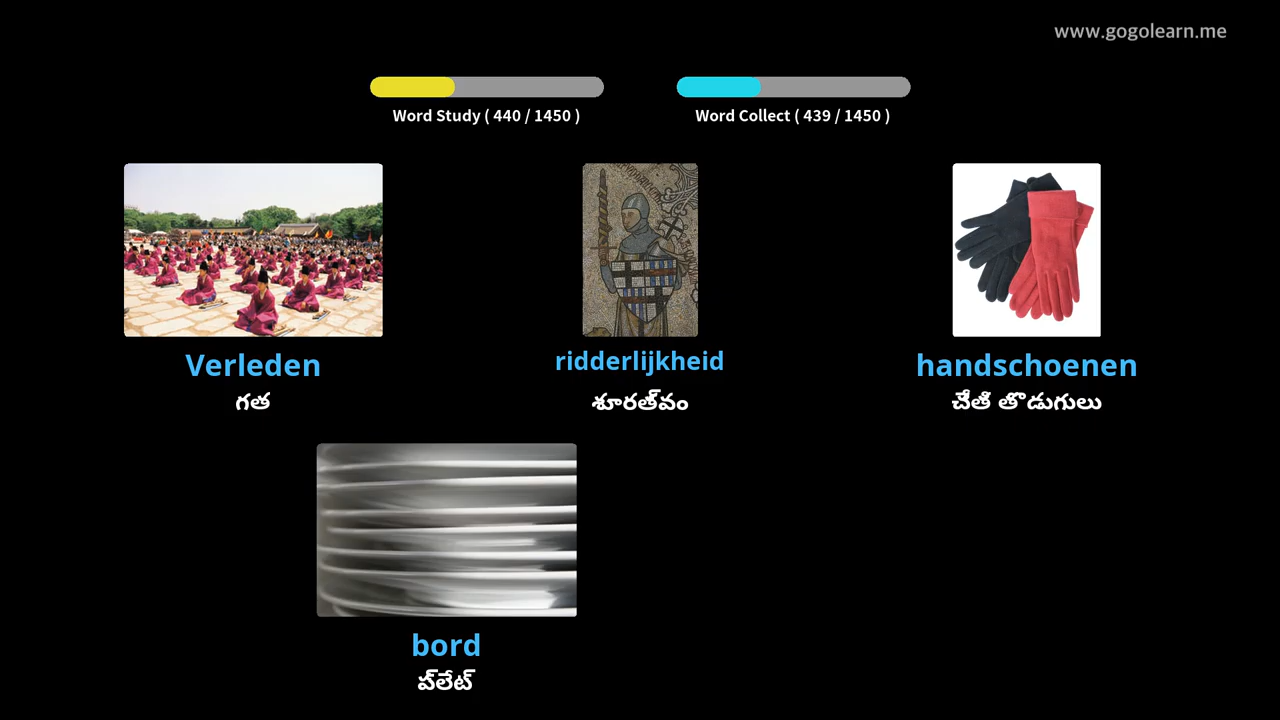 www.gogolearn.me
Word Study ( 440 / 1450 )
Word Collect ( 439 / 1450 )
Verleden
గత
ridderlijkheid
శూరత్వం
handschoenen
చేతి తొడుగులు
bord
ప్లేట్